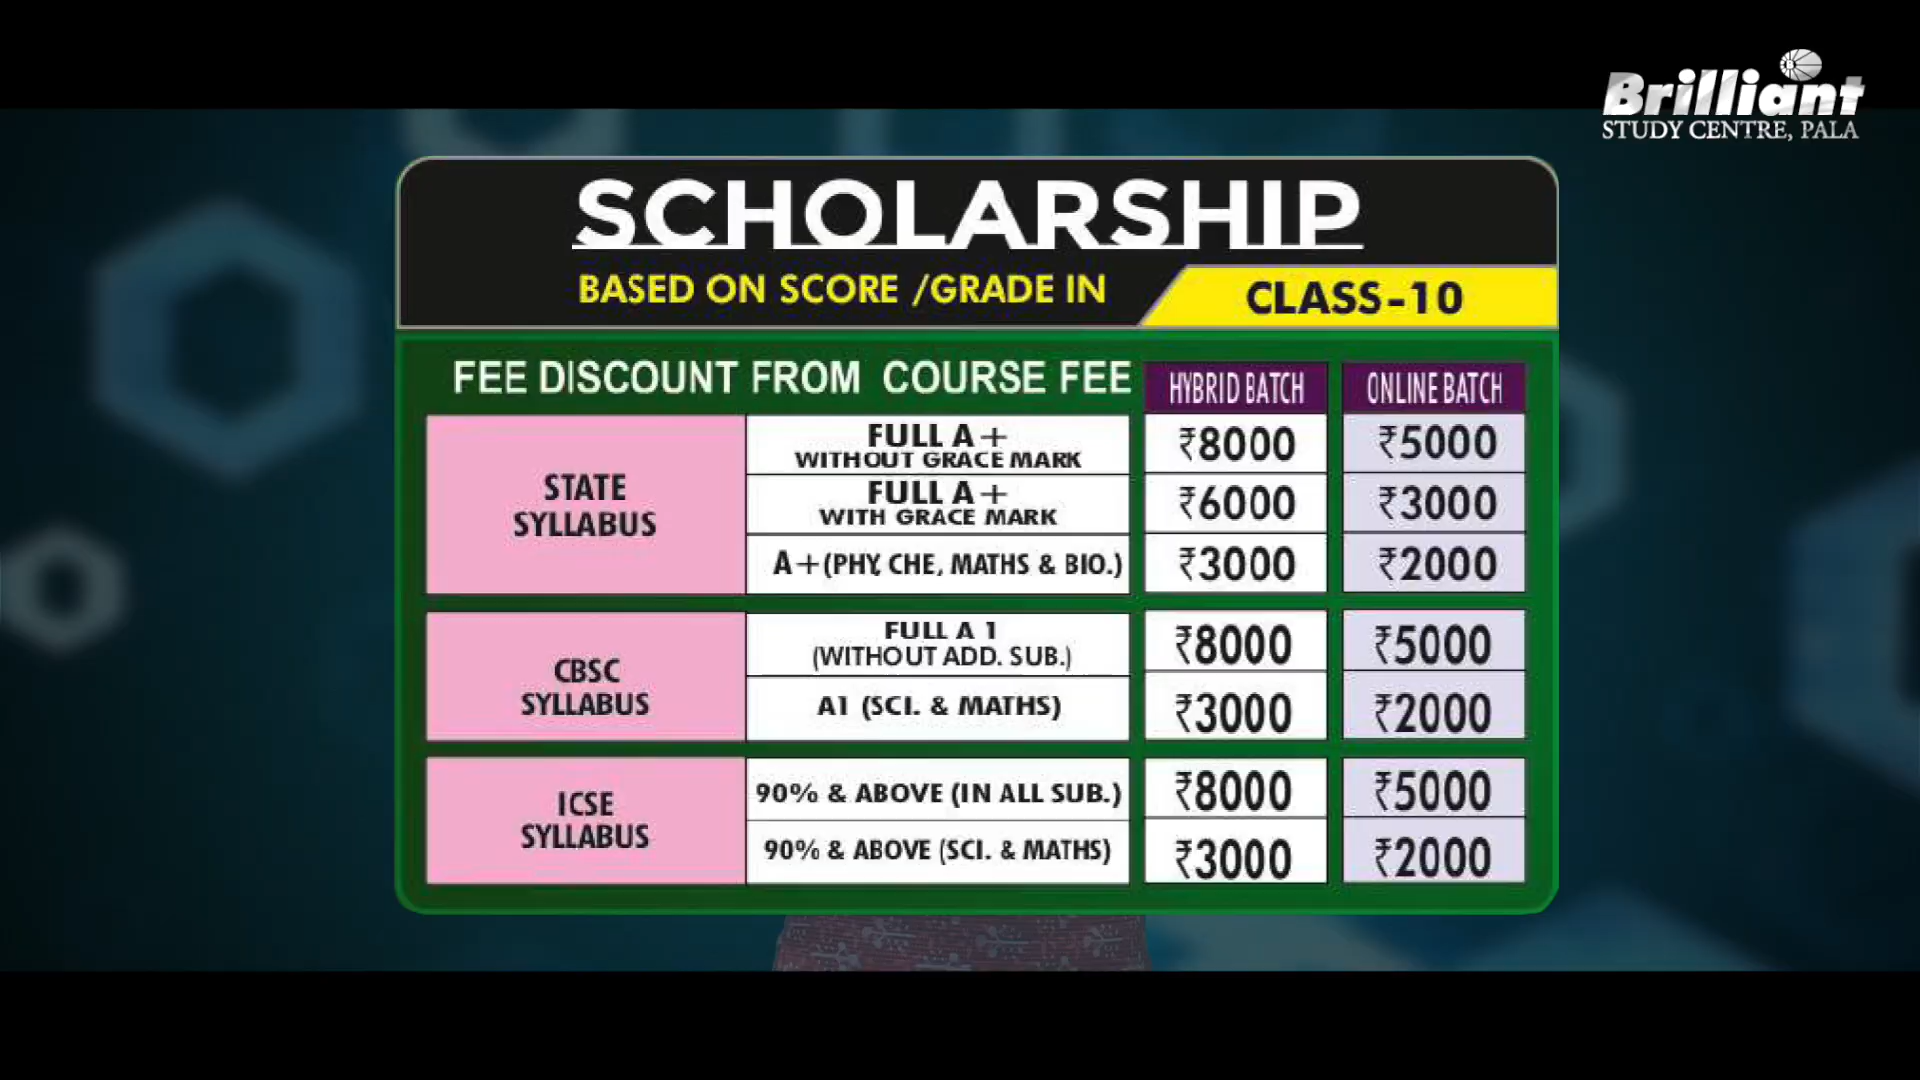 Brilliant
STUDY CENTRE, PALA
SCHOLARSHIP
BASED ON SCORE /GRADE IN
CLASS-10
FEE DISCOUNT FROM COURSE FEE
HYBRID BATCH
ONLINE BATCH
STATE
SYLLABUS
FULL A+
WITHOUT GRACE MARK
₹8000
₹5000
FULL A+
WITH GRACE MARK
₹6000
₹3000
A+(PHY, CHE, MATHS & BIO.)
₹3000
₹2000
CBSC
SYLLABUS
FULL A 1
(WITHOUT ADD. SUB.)
₹8000
₹5000
A1 (SCI. & MATHS)
₹3000
₹2000
ICSE
SYLLABUS
90% & ABOVE (IN ALL SUB.)
₹8000
₹5000
90% & ABOVE (SCI. & MATHS)
₹3000
₹2000